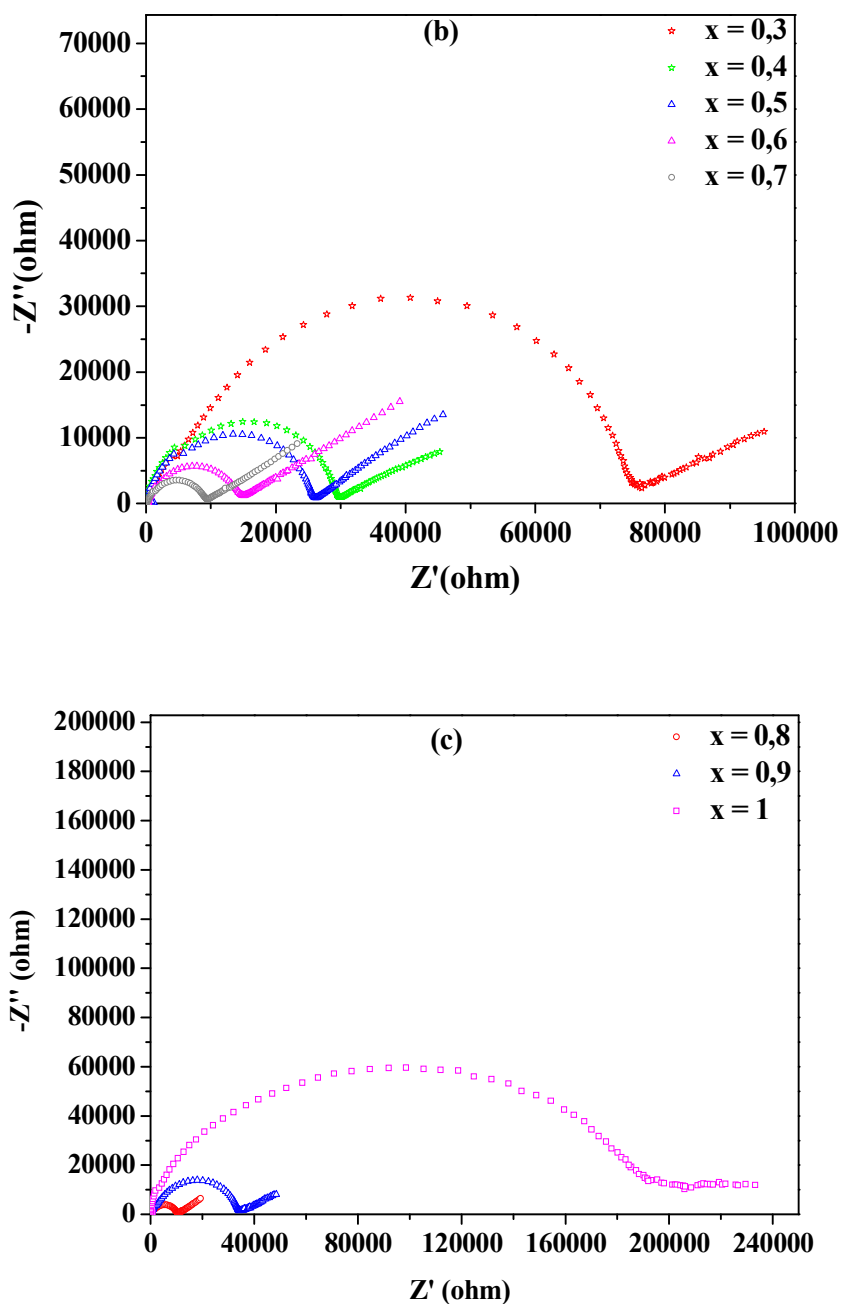 (b)
x = 0,3
x = 0,4
x = 0,5
x = 0,6
x = 0,7
70000
60000
50000
40000
30000
20000
10000
0
-Z''(ohm)
0 20000 40000 60000 80000 100000
Z'(ohm)
(c)
x = 0,8
x = 0,9
x = 1
200000
180000
160000
140000
120000
100000
80000
60000
40000
20000
0
-Z'' (ohm)
0 40000 80000 120000 160000 200000 240000
Z' (ohm)